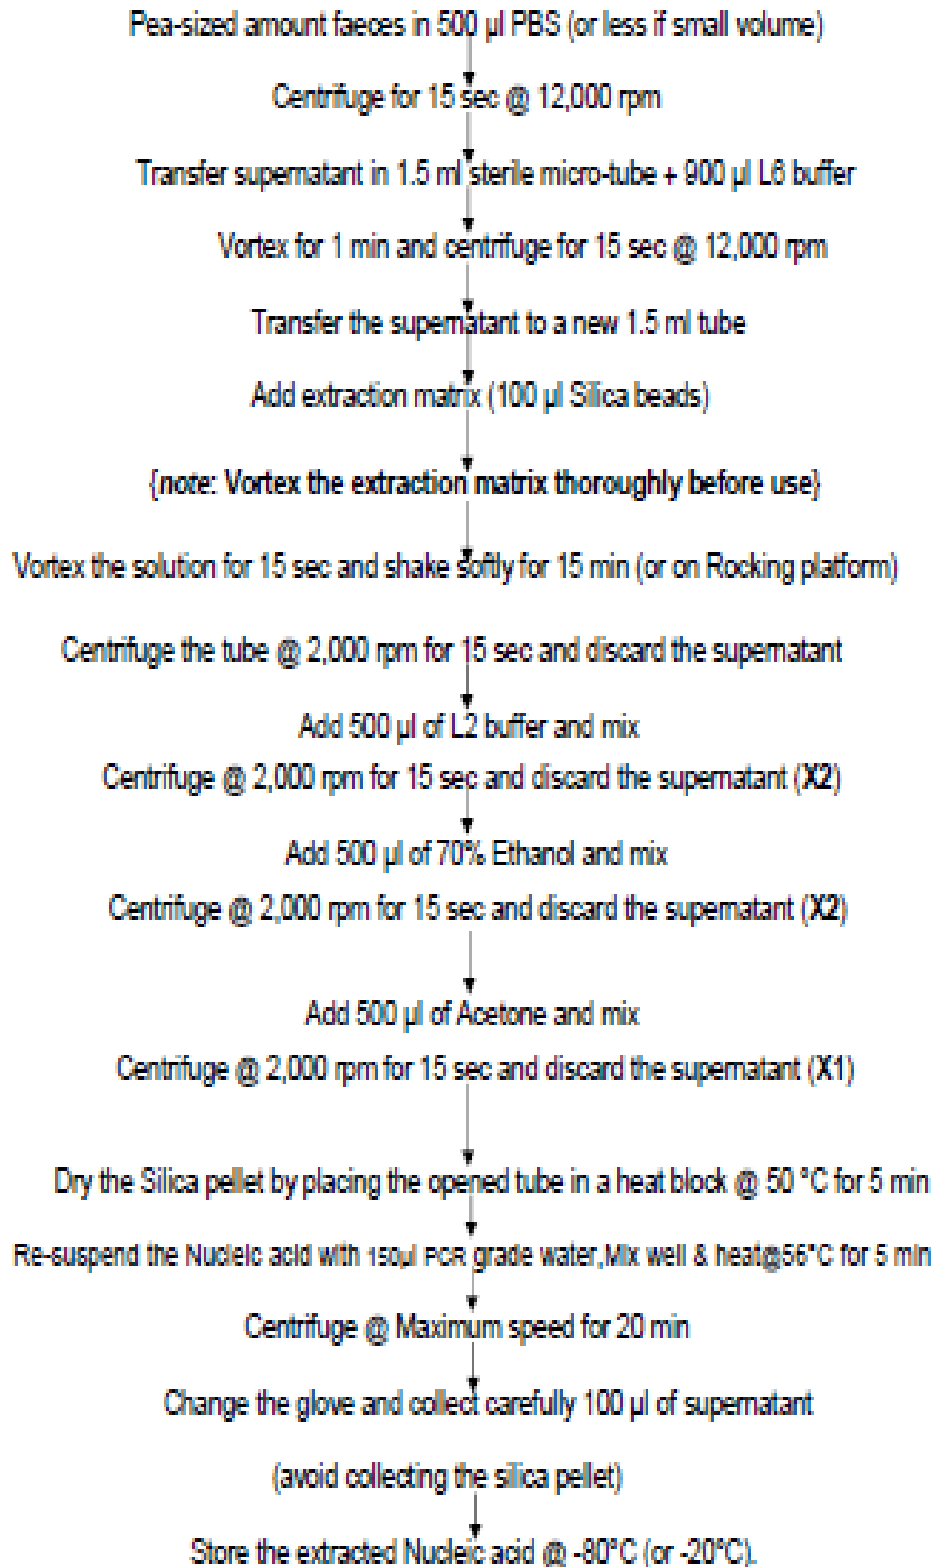 Pea-sized amount faeces in 500 µl PBS (or less if small volume)
Centrifuge for 15 sec @ 12,000 rpm
Transfer supernatant in 1.5 ml sterile micro-tube + 900 µl L6 buffer
Vortex for 1 min and centrifuge for 15 sec @ 12,000 rpm
Transfer the supernatant to a new 1.5 ml tube
Add extraction matrix (100 µl Silica beads)
{note: Vortex the extraction matrix thoroughly before use}
Vortex the solution for 15 sec and shake softly for 15 min (or on Rocking platform)
Centrifuge the tube @ 2,000 rpm for 15 sec and discard the supernatant
Add 500 µl of L2 buffer and mix
Centrifuge @ 2,000 rpm for 15 sec and discard the supernatant (X2)
Add 500 µl of 70% Ethanol and mix
Centrifuge @ 2,000 rpm for 15 sec and discard the supernatant (X2)
Add 500 µl of Acetone and mix
Centrifuge @ 2,000 rpm for 15 sec and discard the supernatant (X1)
Dry the Silica pellet by placing the opened tube in a heat block @ 50 °C for 5 min
Re-suspend the Nucleic acid with 150µl PCR grade water,Mix well & heat@56°C for 5 min
Centrifuge @ Maximum speed for 20 min
Change the glove and collect carefully 100 µl of supernatant
(avoid collecting the silica pellet)
Store the extracted Nucleic acid @ -80°C (or -20°C).